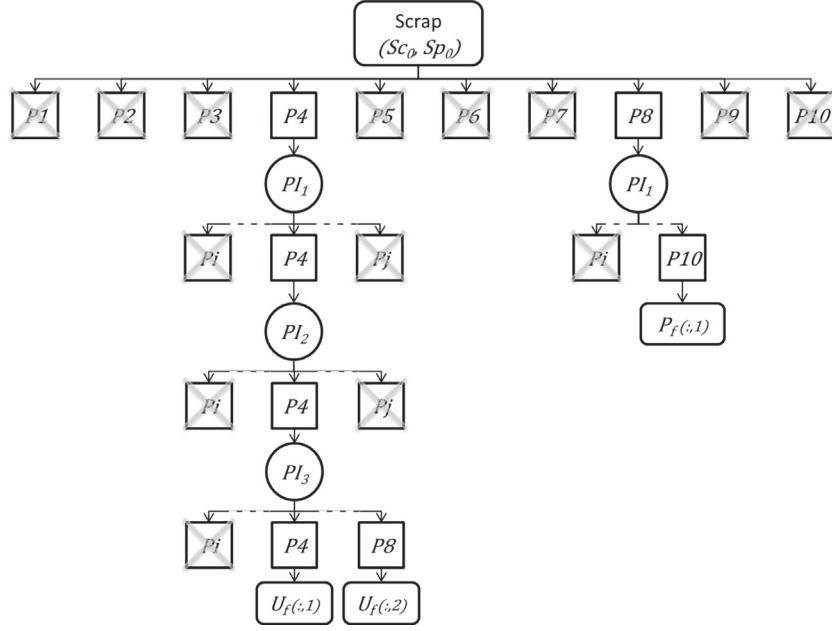 Scrap
(Sc0, Sp0)
P1 P2 P3 P4 P5 P6 P7 P8 P9 P10
PI1 PI1
Pi P4 Pj Pi P10
Pf(:,1)
PI2
Pi P4 Pj
PI3
Pi P4 P8
Uf(:,1) Uf(:,2)